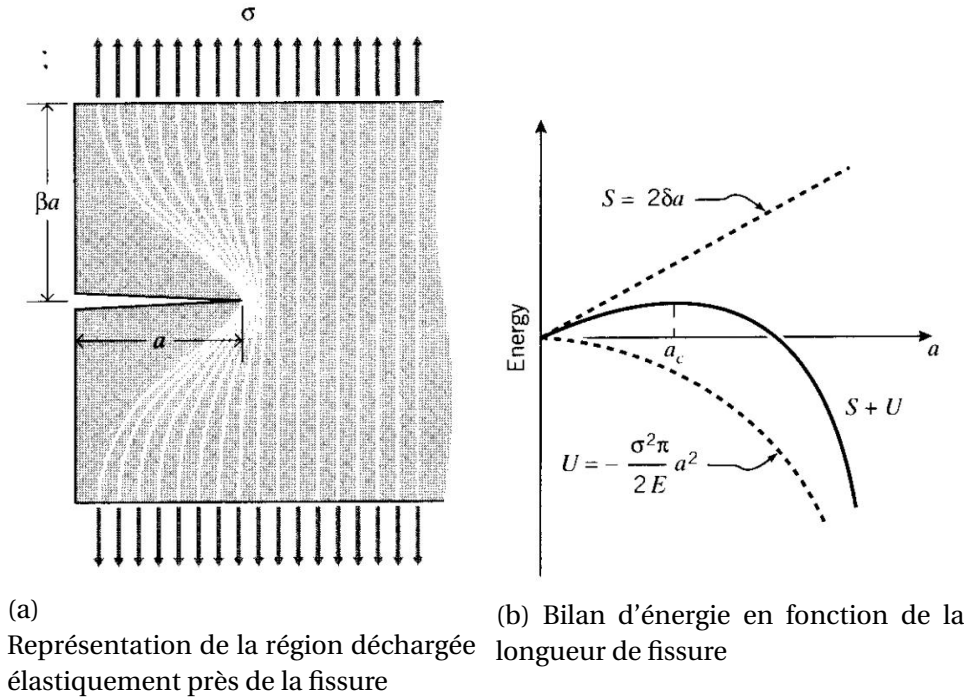 σ
βa
a
Energy
S = 2δa
a_c
a
S + U
U = − \frac{σ²π}{2E} a²
(a)
Représentation de la région déchargée
élastiquement près de la fissure
(b) Bilan d'énergie en fonction de la
longueur de fissure